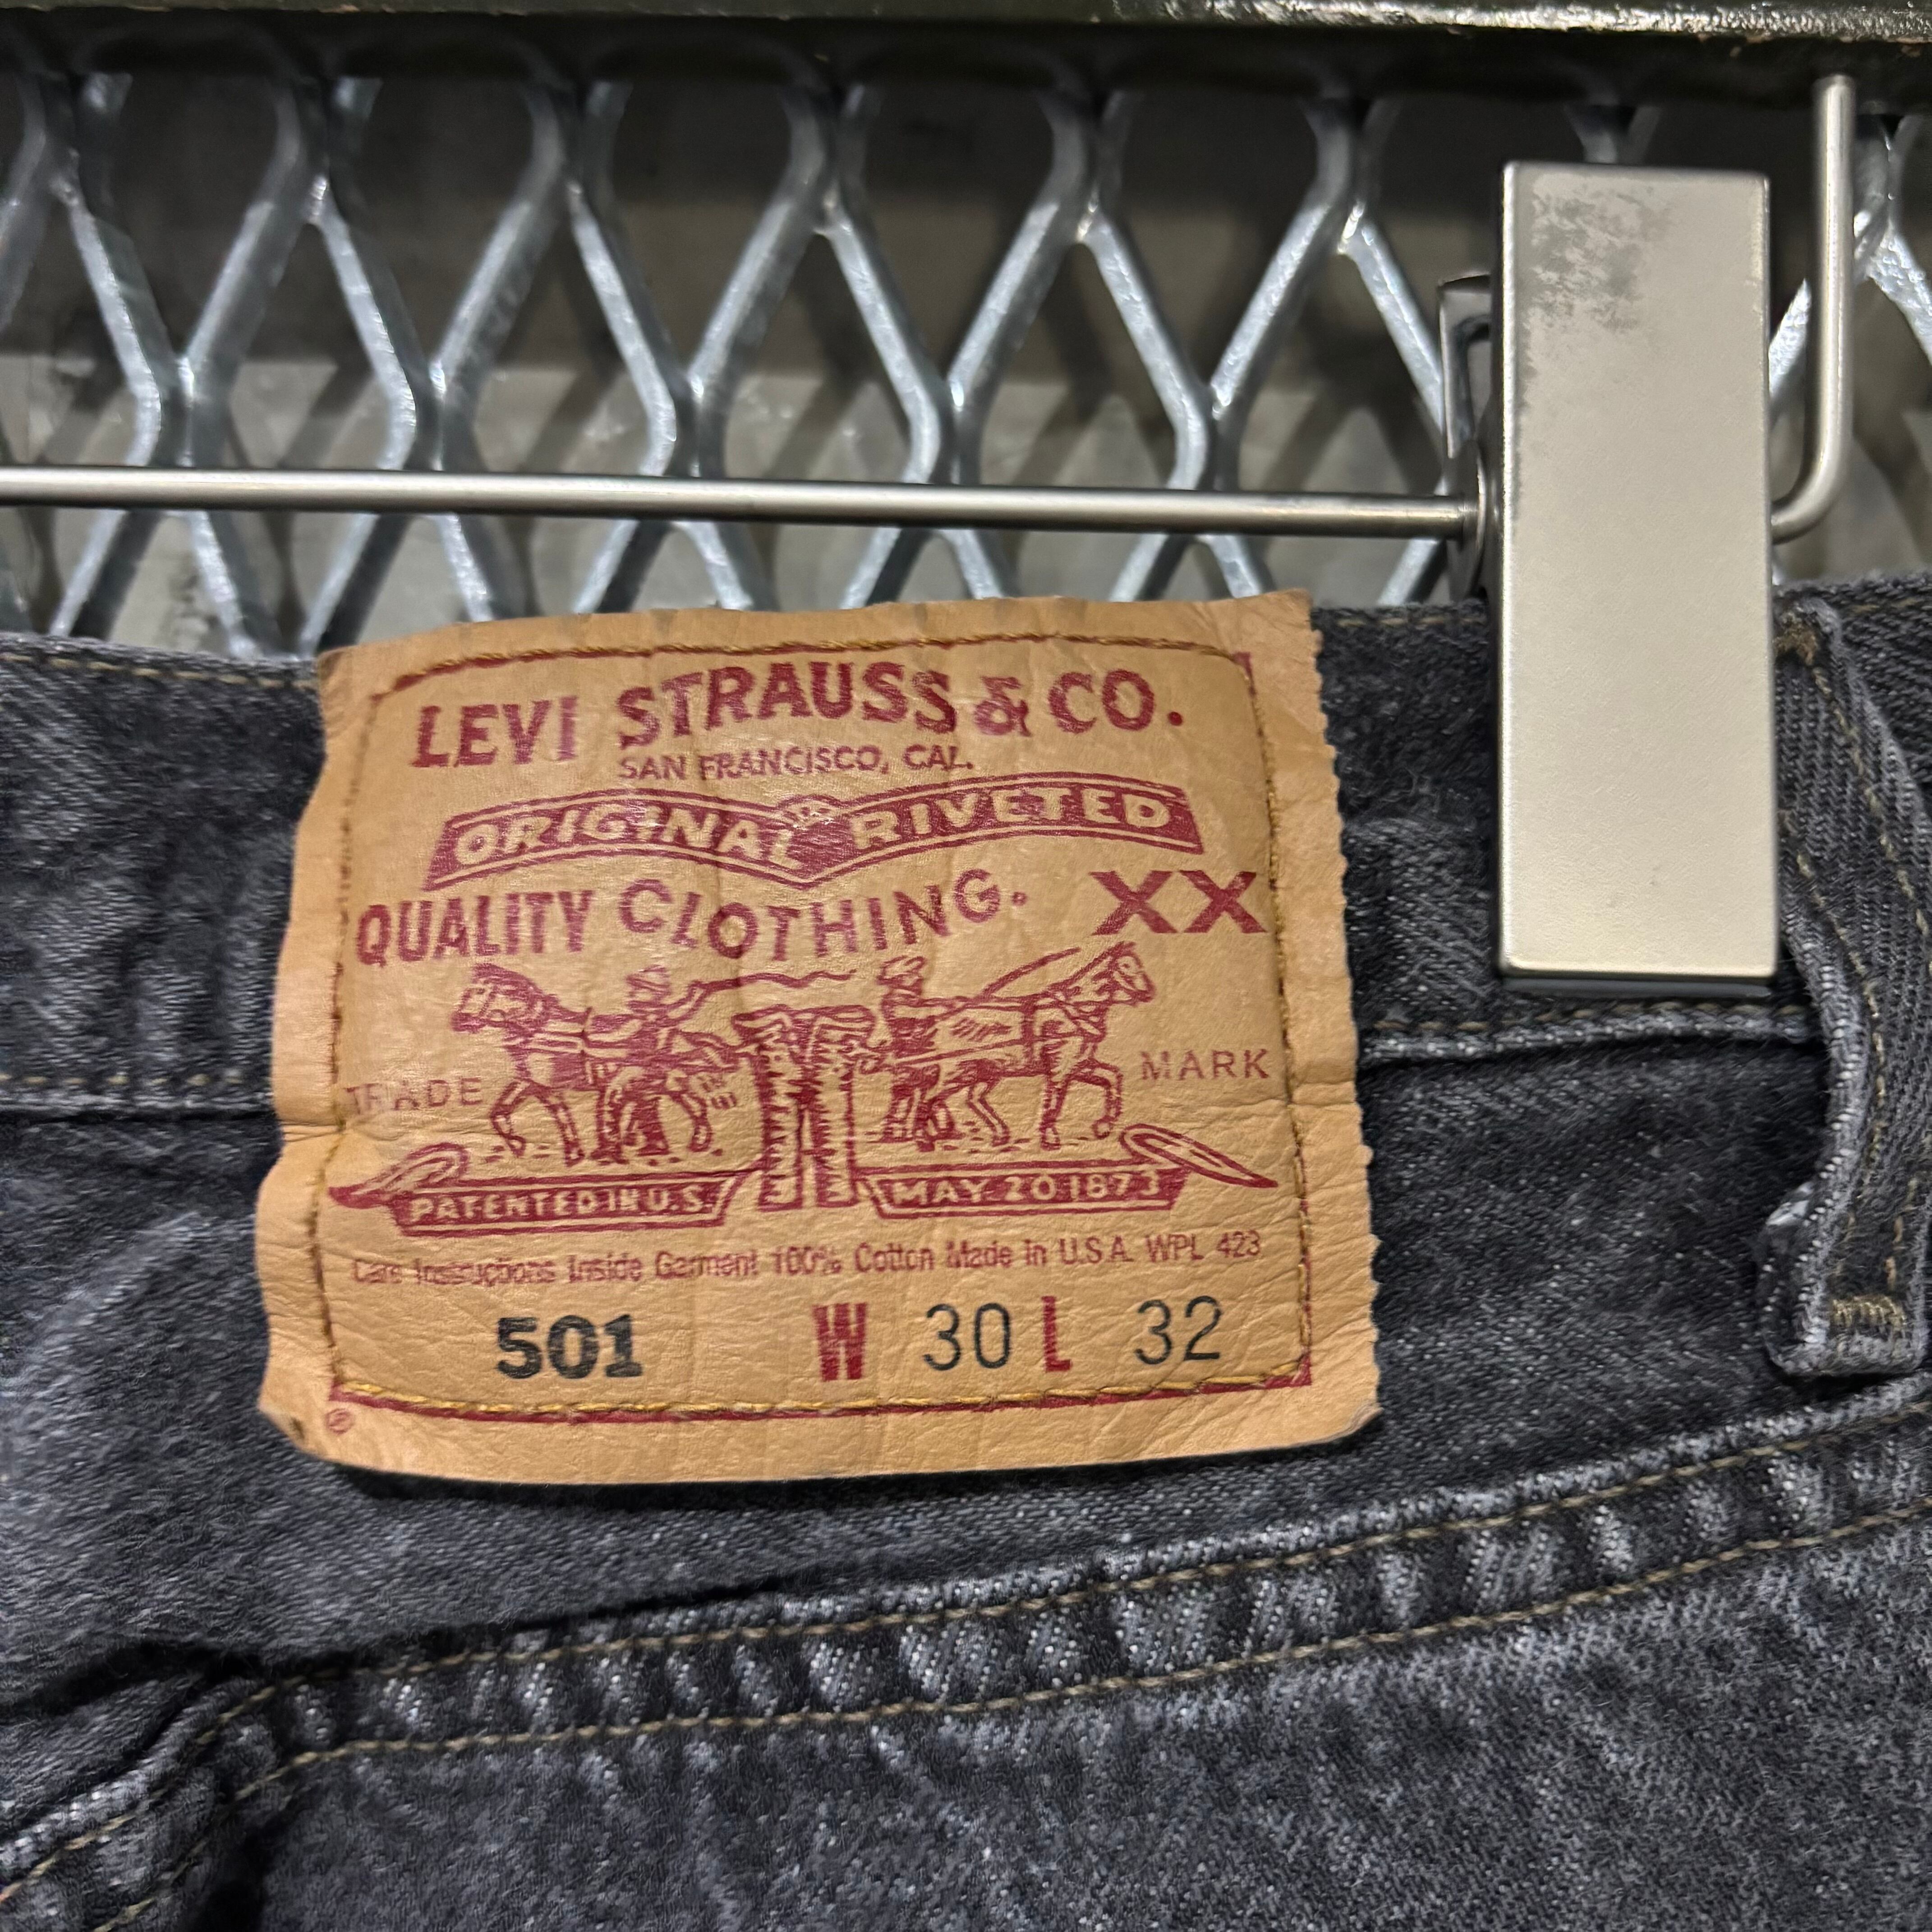 LEVI STRAUSS & CO.
SAN FRANCISCO, CAL.
ORIGINAL RIVETED
QUALITY CLOTHING. XX
TRADE MARK
PATENTED IN U.S. MAY 20 1873
Care Instructions Inside Garment 100% Cotton Made in U.S.A. WPL 423
501 W 30 L 32
®